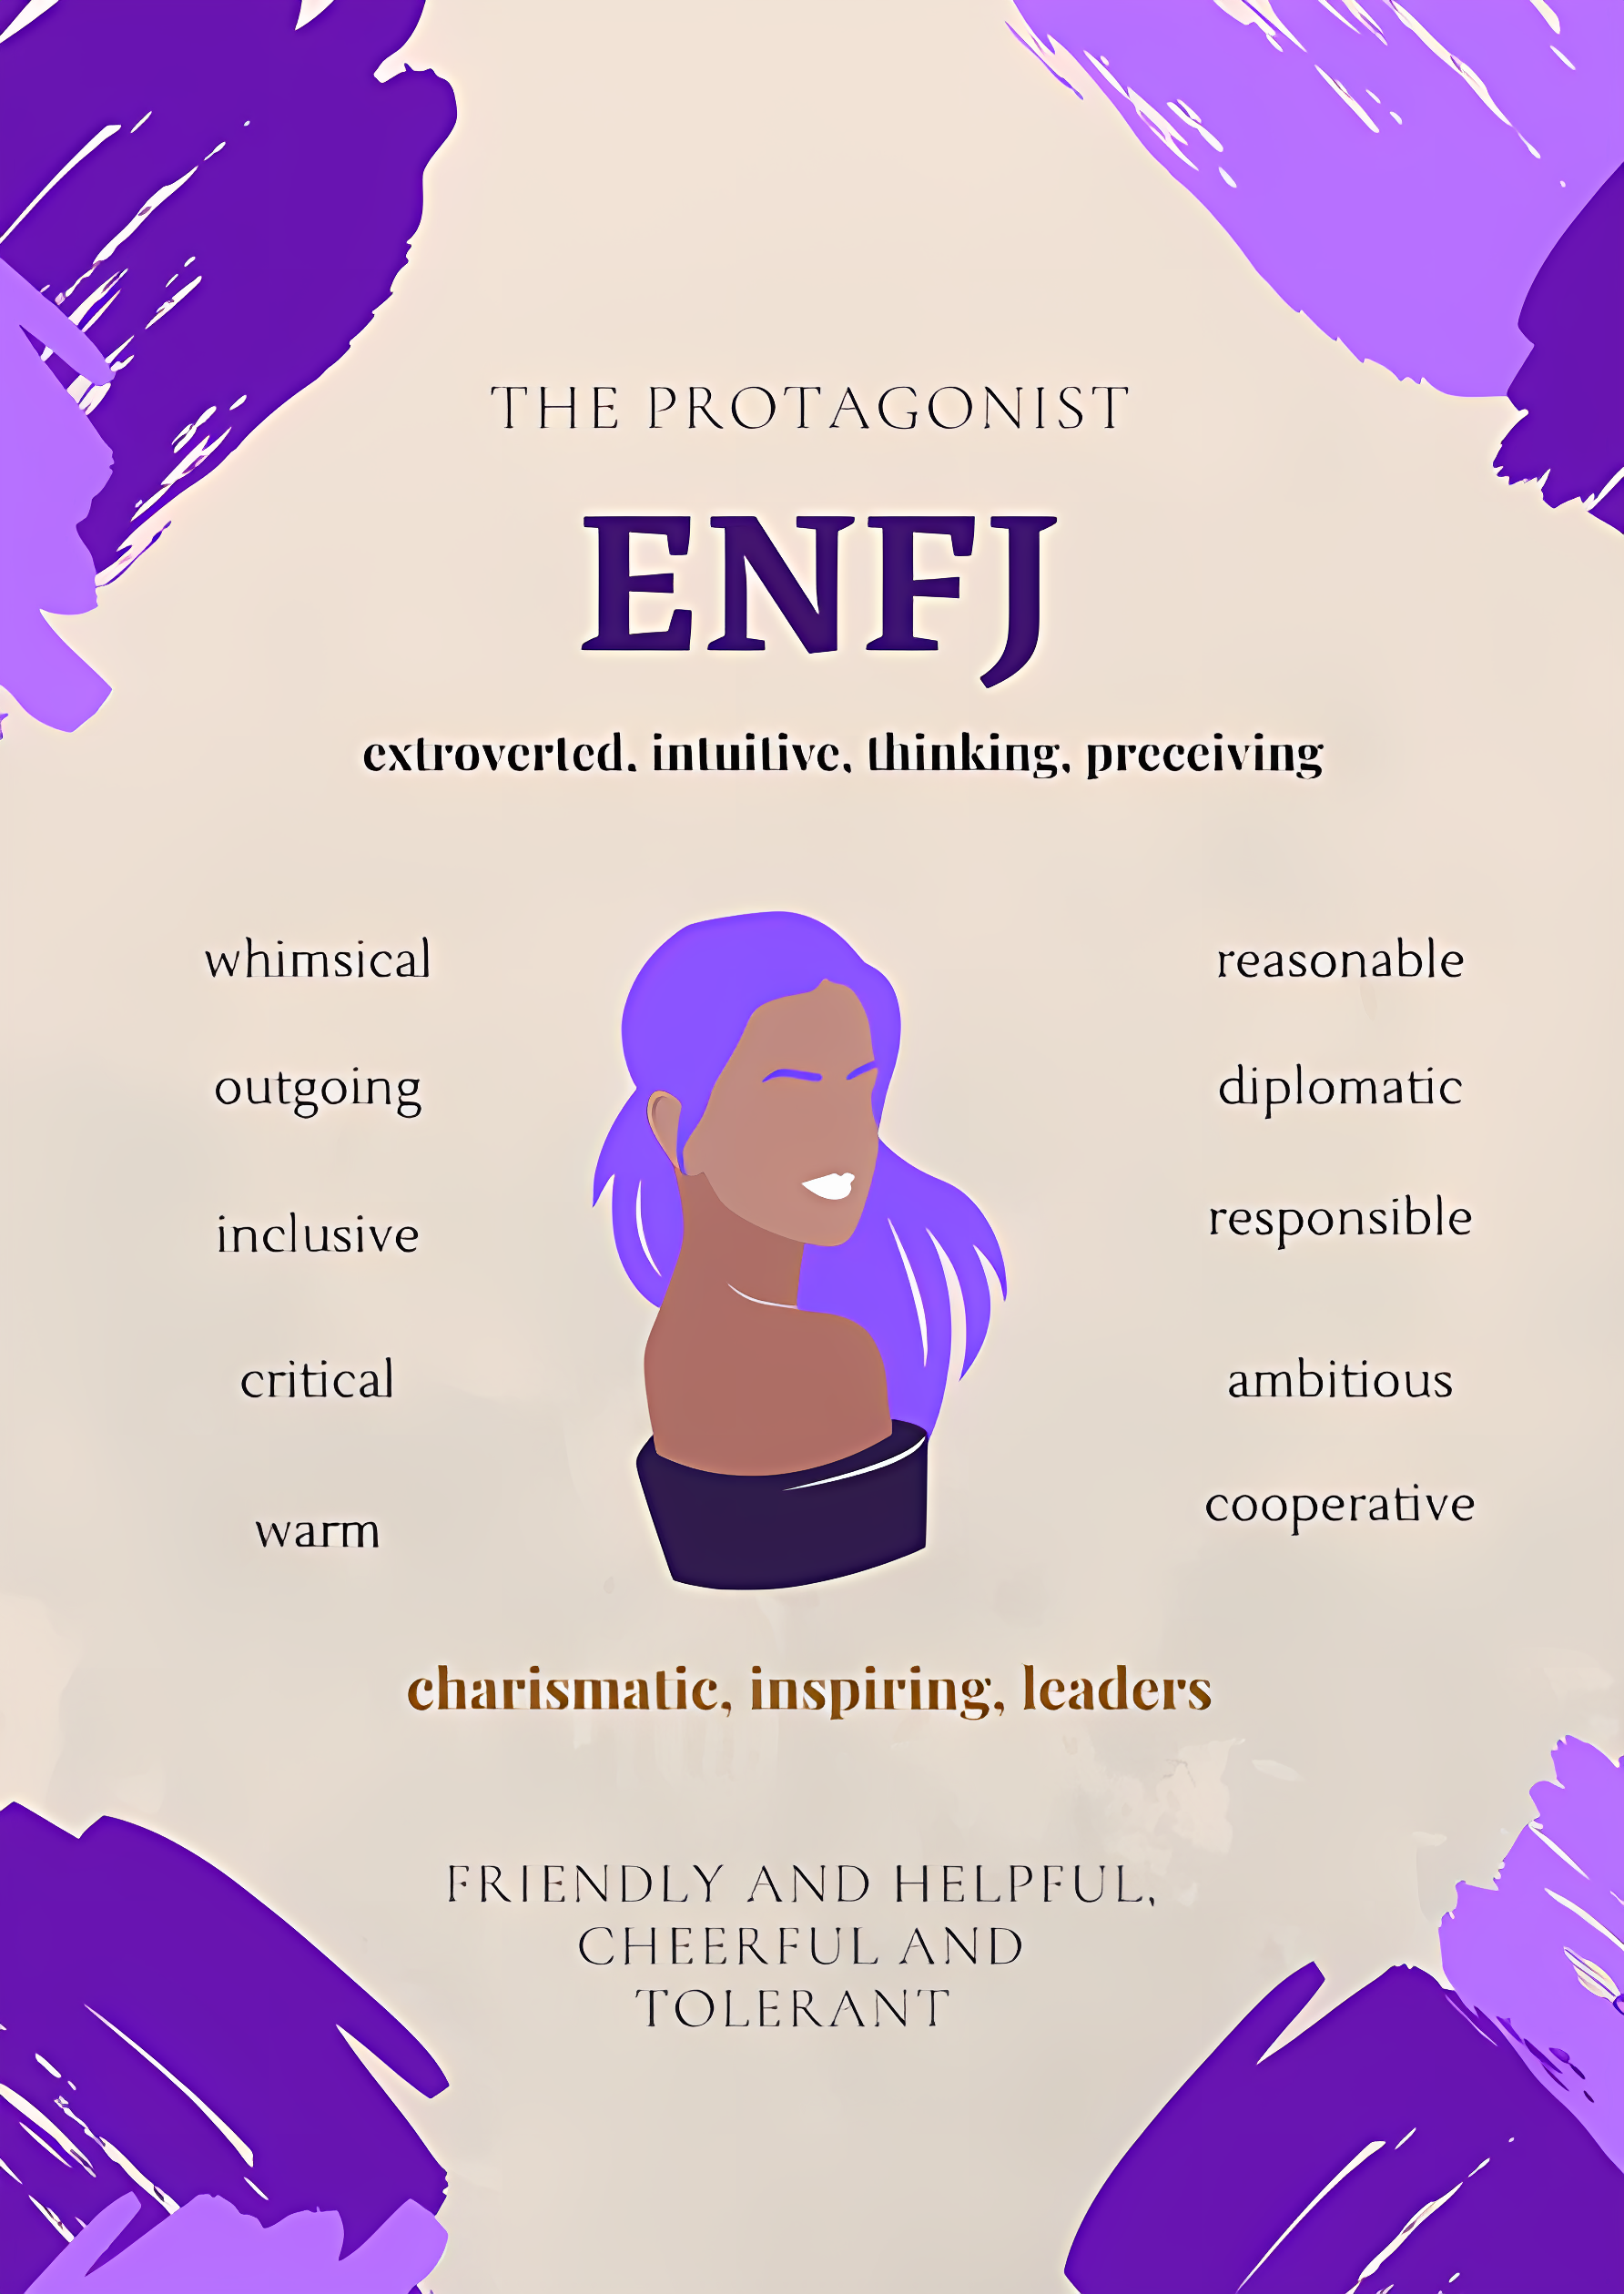 THE PROTAGONIST
ENFJ
extroverted, intuitive, thinking, preceiving
whimsical
reasonable
outgoing
diplomatic
inclusive
responsible
critical
ambitious
warm
cooperative
charismatic, inspiring, leaders
FRIENDLY AND HELPFUL,
CHEERFUL AND
TOLERANT